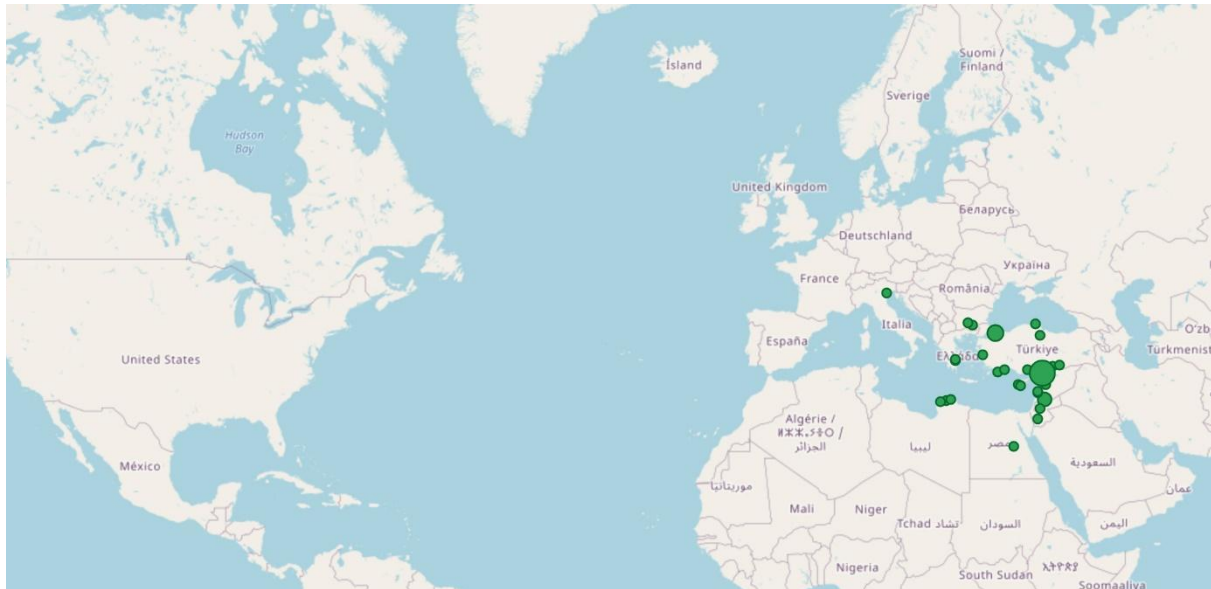 Ísland
Suomi /
Finland
Sverige
Hudson
Bay
United Kingdom
Беларусь
Deutschland
Україна
France
România
Italia
España
United States
Türkiye
Türkmenist
Algérie /
ⵍⵣⵣⴰⵢⴻⵔ /
الجزائر
ليبيا
مصر
السعودية
México
موريتانيا
عمان
Mali
Niger
Tchad تشاد
السودان
اليمن
Nigeria
South Sudan
ኢትዮጵያ
Soomaaliya